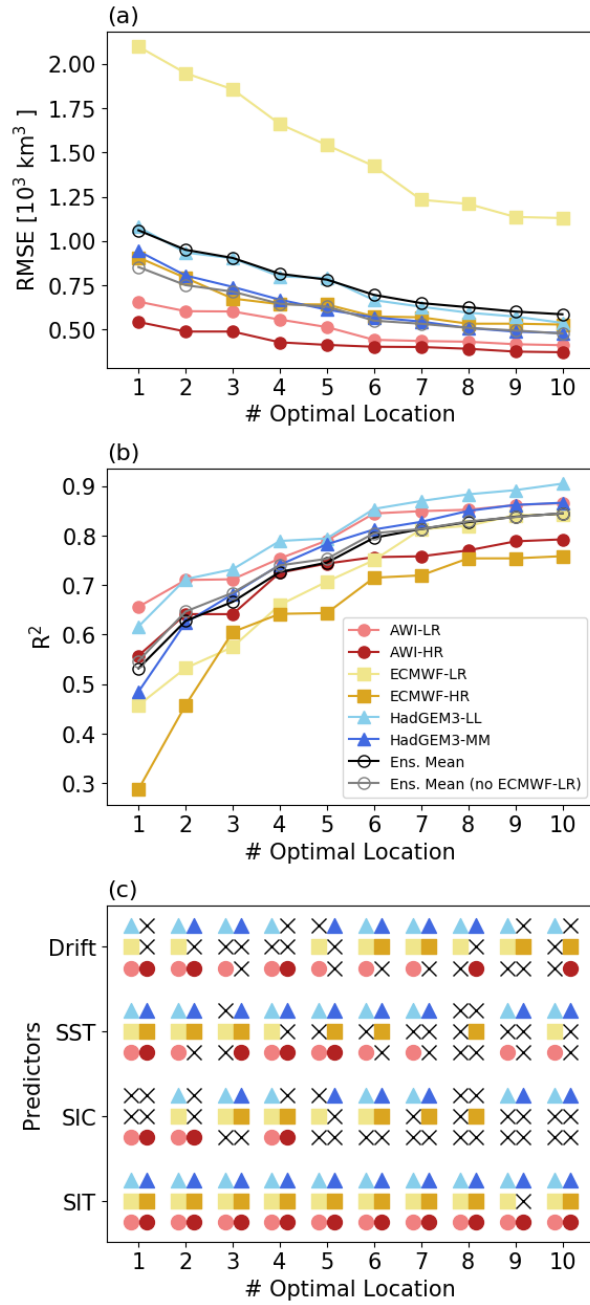 (a)
2.00
1.75
1.50
1.25
1.00
0.75
0.50
RMSE [10³ km³ ]
1 2 3 4 5 6 7 8 9 10
# Optimal Location
(b)
0.9
0.8
0.7
0.6
0.5
0.4
0.3
R²
AWI-LR
AWI-HR
ECMWF-LR
ECMWF-HR
HadGEM3-LL
HadGEM3-MM
Ens. Mean
Ens. Mean (no ECMWF-LR)
1 2 3 4 5 6 7 8 9 10
# Optimal Location
(c)
Predictors
Drift
SST
SIC
SIT
1 2 3 4 5 6 7 8 9 10
# Optimal Location